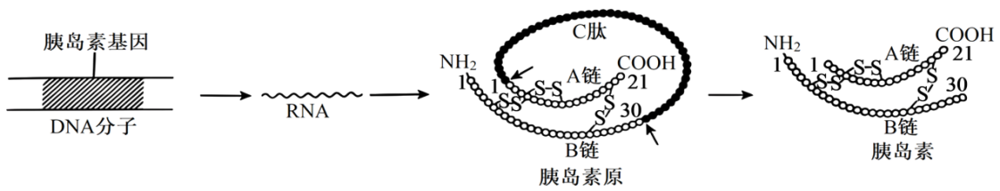 胰岛素基因
DNA分子
RNA
C肽
NH₂
COOH
1
1
A链
21
S-S
S-S
S-S
30
B链
胰岛素原
NH₂
COOH
1
1
A链
21
S-S
S-S
S-S
30
B链
胰岛素